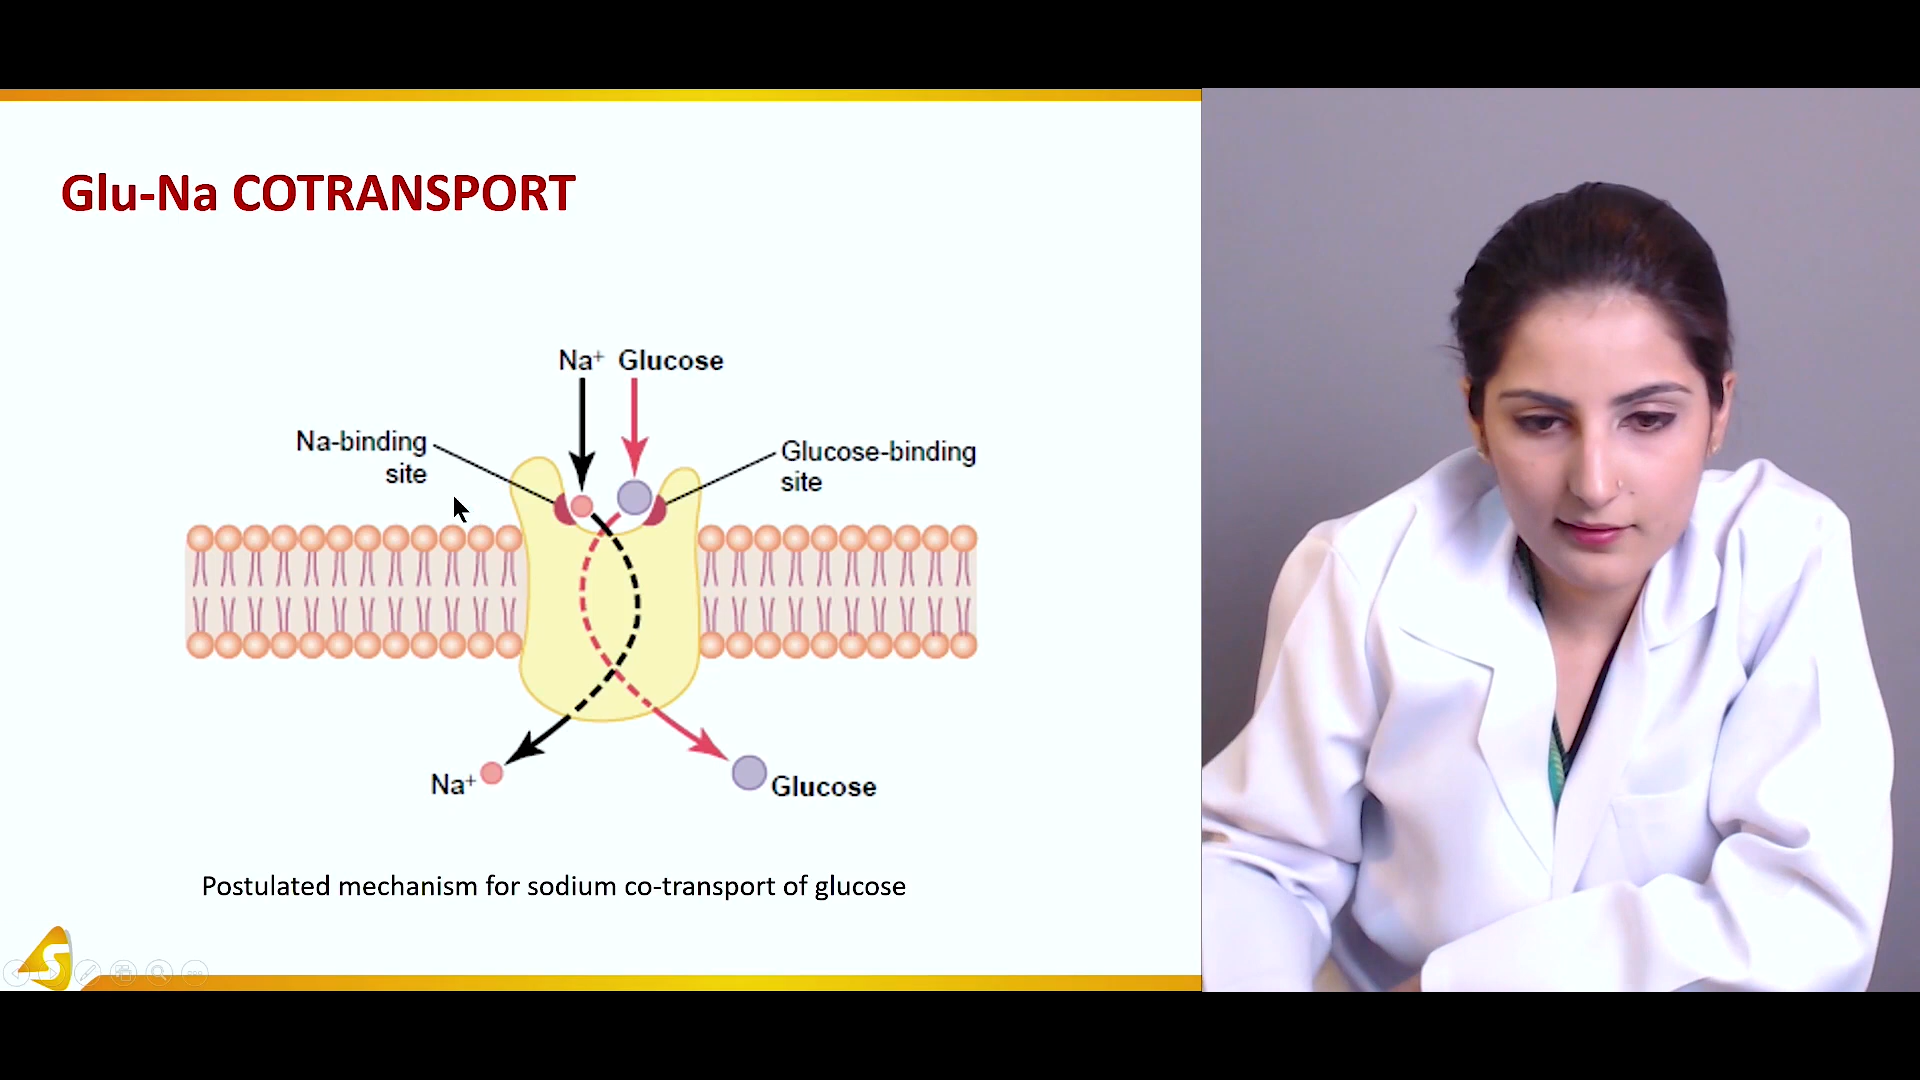 Glu-Na COTRANSPORT
Na⁺ Glucose
Na-binding
site
Glucose-binding
site
Na⁺
Glucose
Postulated mechanism for sodium co-transport of glucose
S